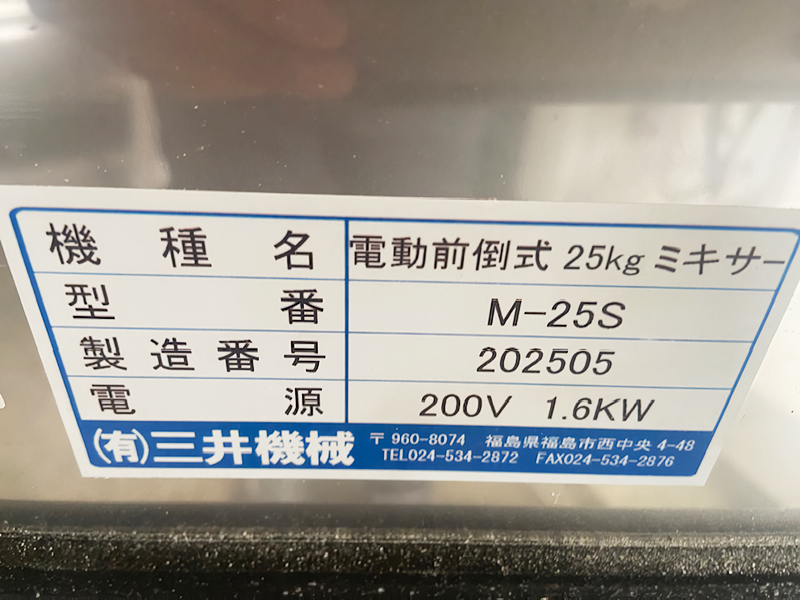 機種名 電動前倒式 25kg ミキサー
型番 M-25S
製造番号 202505
電源 200V 1.6KW
(有)三井機械 〒960-8074 福島県福島市西中央 4-48
TEL024-534-2872 FAX024-534-2876